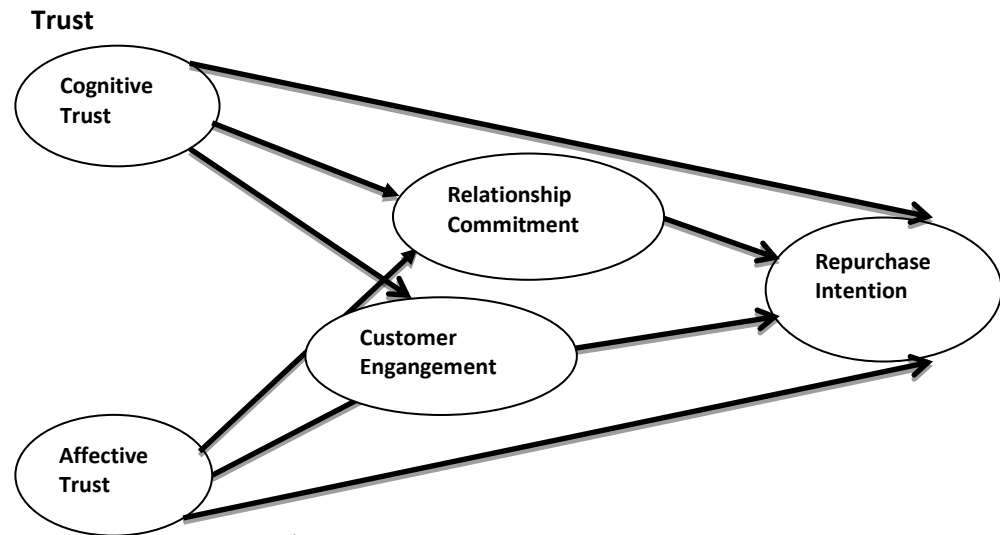 Trust
Cognitive
Trust
Relationship
Commitment
Repurchase
Intention
Customer
Engangement
Affective
Trust